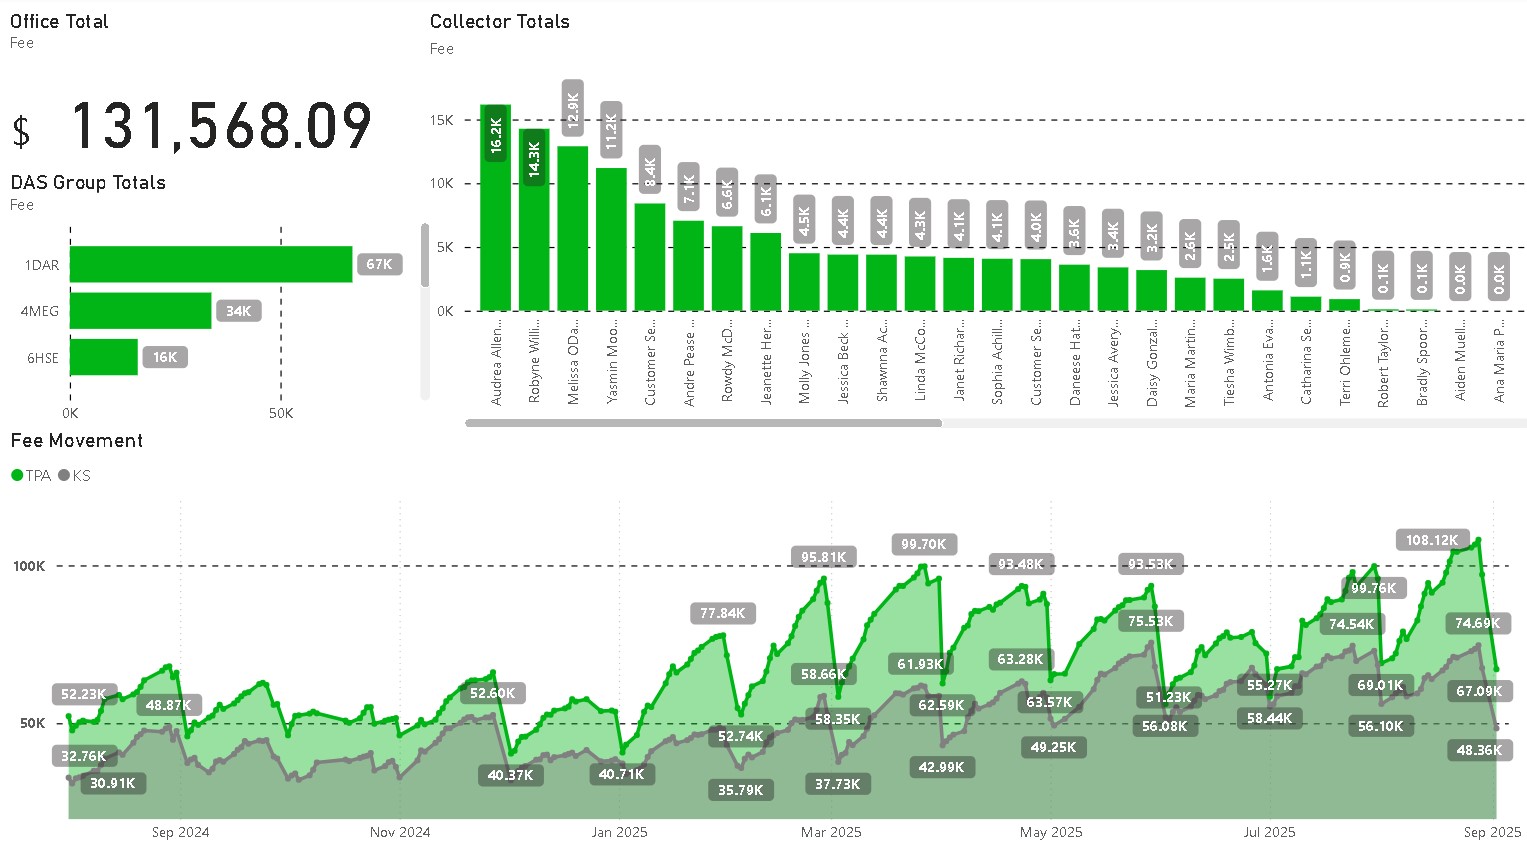 Office Total
Fee
$ 131,568.09
DAS Group Totals
Fee
1DAR 67K
4MEG 34K
6HSE 16K
0K 50K
Collector Totals
Fee
15K
10K
5K
0K
16.2K 14.3K 12.9K 11.2K 8.4K 7.1K 6.6K 6.1K 4.5K 4.4K 4.4K 4.3K 4.1K 4.1K 4.0K 3.6K 3.4K 3.2K 2.6K 2.5K 1.6K 1.1K 0.9K 0.1K 0.1K 0.0K 0.0K
Audrea Allen...
Robyne Willi...
Melissa ODa...
Yasmin Moo...
Customer Se...
Andre Pease ...
Rowdy McD...
Jeanette Her...
Molly Jones ...
Jessica Beck ...
Shawnna Ac...
Linda McCo...
Janet Richar...
Sophia Achill...
Customer Se...
Daneese Hat...
Jessica Avery...
Daisy Gonzal...
Maria Martin...
Tiesha Wimb...
Antonia Eva...
Catharina Se...
Terri Ohleme...
Robert Taylor...
Bradly Spoor...
Aiden Muell...
Ana Maria P...
Fee Movement
TPA KS
100K
50K
52.23K 48.87K 52.60K 77.84K 95.81K 99.70K 93.48K 93.53K 99.76K 108.12K
58.66K 61.93K 63.28K 75.53K 74.54K 74.69K
32.76K 40.37K 40.71K 52.74K 58.35K 62.59K 63.57K 51.23K 55.27K 69.01K 67.09K
30.91K 35.79K 37.73K 42.99K 49.25K 56.08K 58.44K 56.10K 48.36K
Sep 2024 Nov 2024 Jan 2025 Mar 2025 May 2025 Jul 2025 Sep 2025